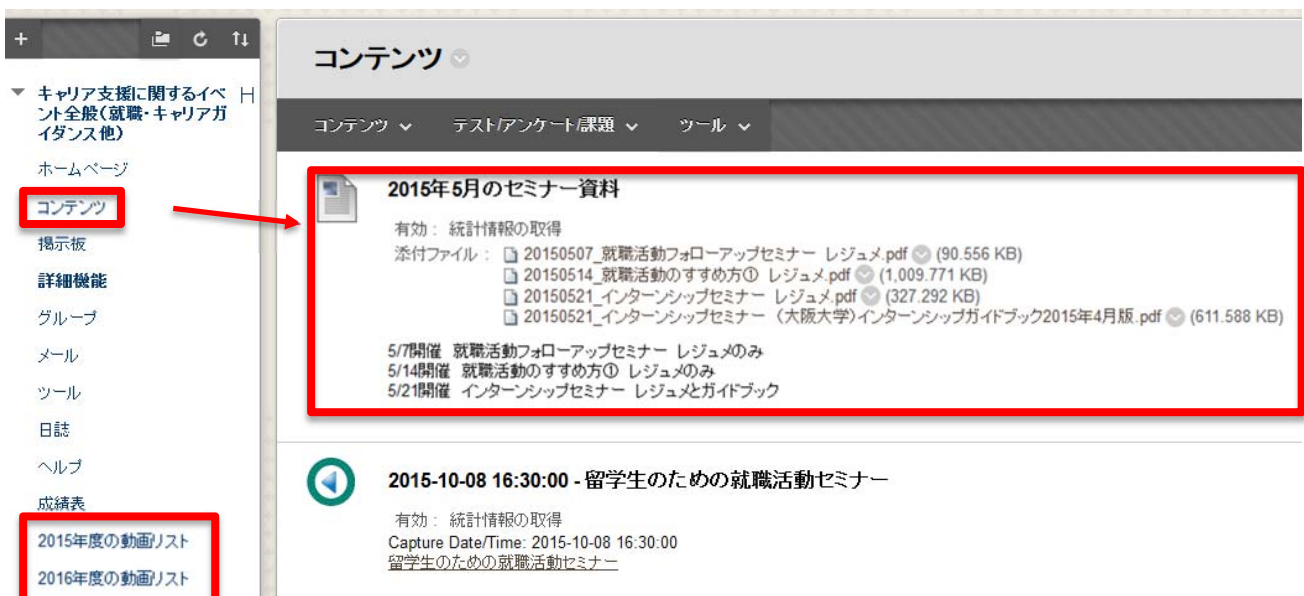 キャリア支援に関するイベ
ント全般(就職・キャリアガ
イダンス他)
ホームページ
コンテンツ
掲示板
詳細機能
グループ
メール
ツール
日誌
ヘルプ
成績表
2015年度の動画リスト
2016年度の動画リスト
コンテンツ
コンテンツ テスト/アンケート/課題 ツール
2015年5月のセミナー資料
有効： 統計情報の取得
添付ファイル： 20150507_就職活動フォローアップセミナー レジュメ.pdf (90.556 KB)
20150514_就職活動のすすめ方① レジュメ.pdf (1,009.771 KB)
20150521_インターンシップセミナー レジュメ.pdf (327.292 KB)
20150521_インターンシップセミナー （大阪大学）インターンシップガイドブック2015年4月版.pdf (611.588 KB)
5/7開催 就職活動フォローアップセミナー レジュメのみ
5/14開催 就職活動のすすめ方① レジュメのみ
5/21開催 インターンシップセミナー レジュメとガイドブック
2015-10-08 16:30:00 - 留学生のための就職活動セミナー
有効： 統計情報の取得
Capture Date/Time: 2015-10-08 16:30:00
留学生のための就職活動セミナー